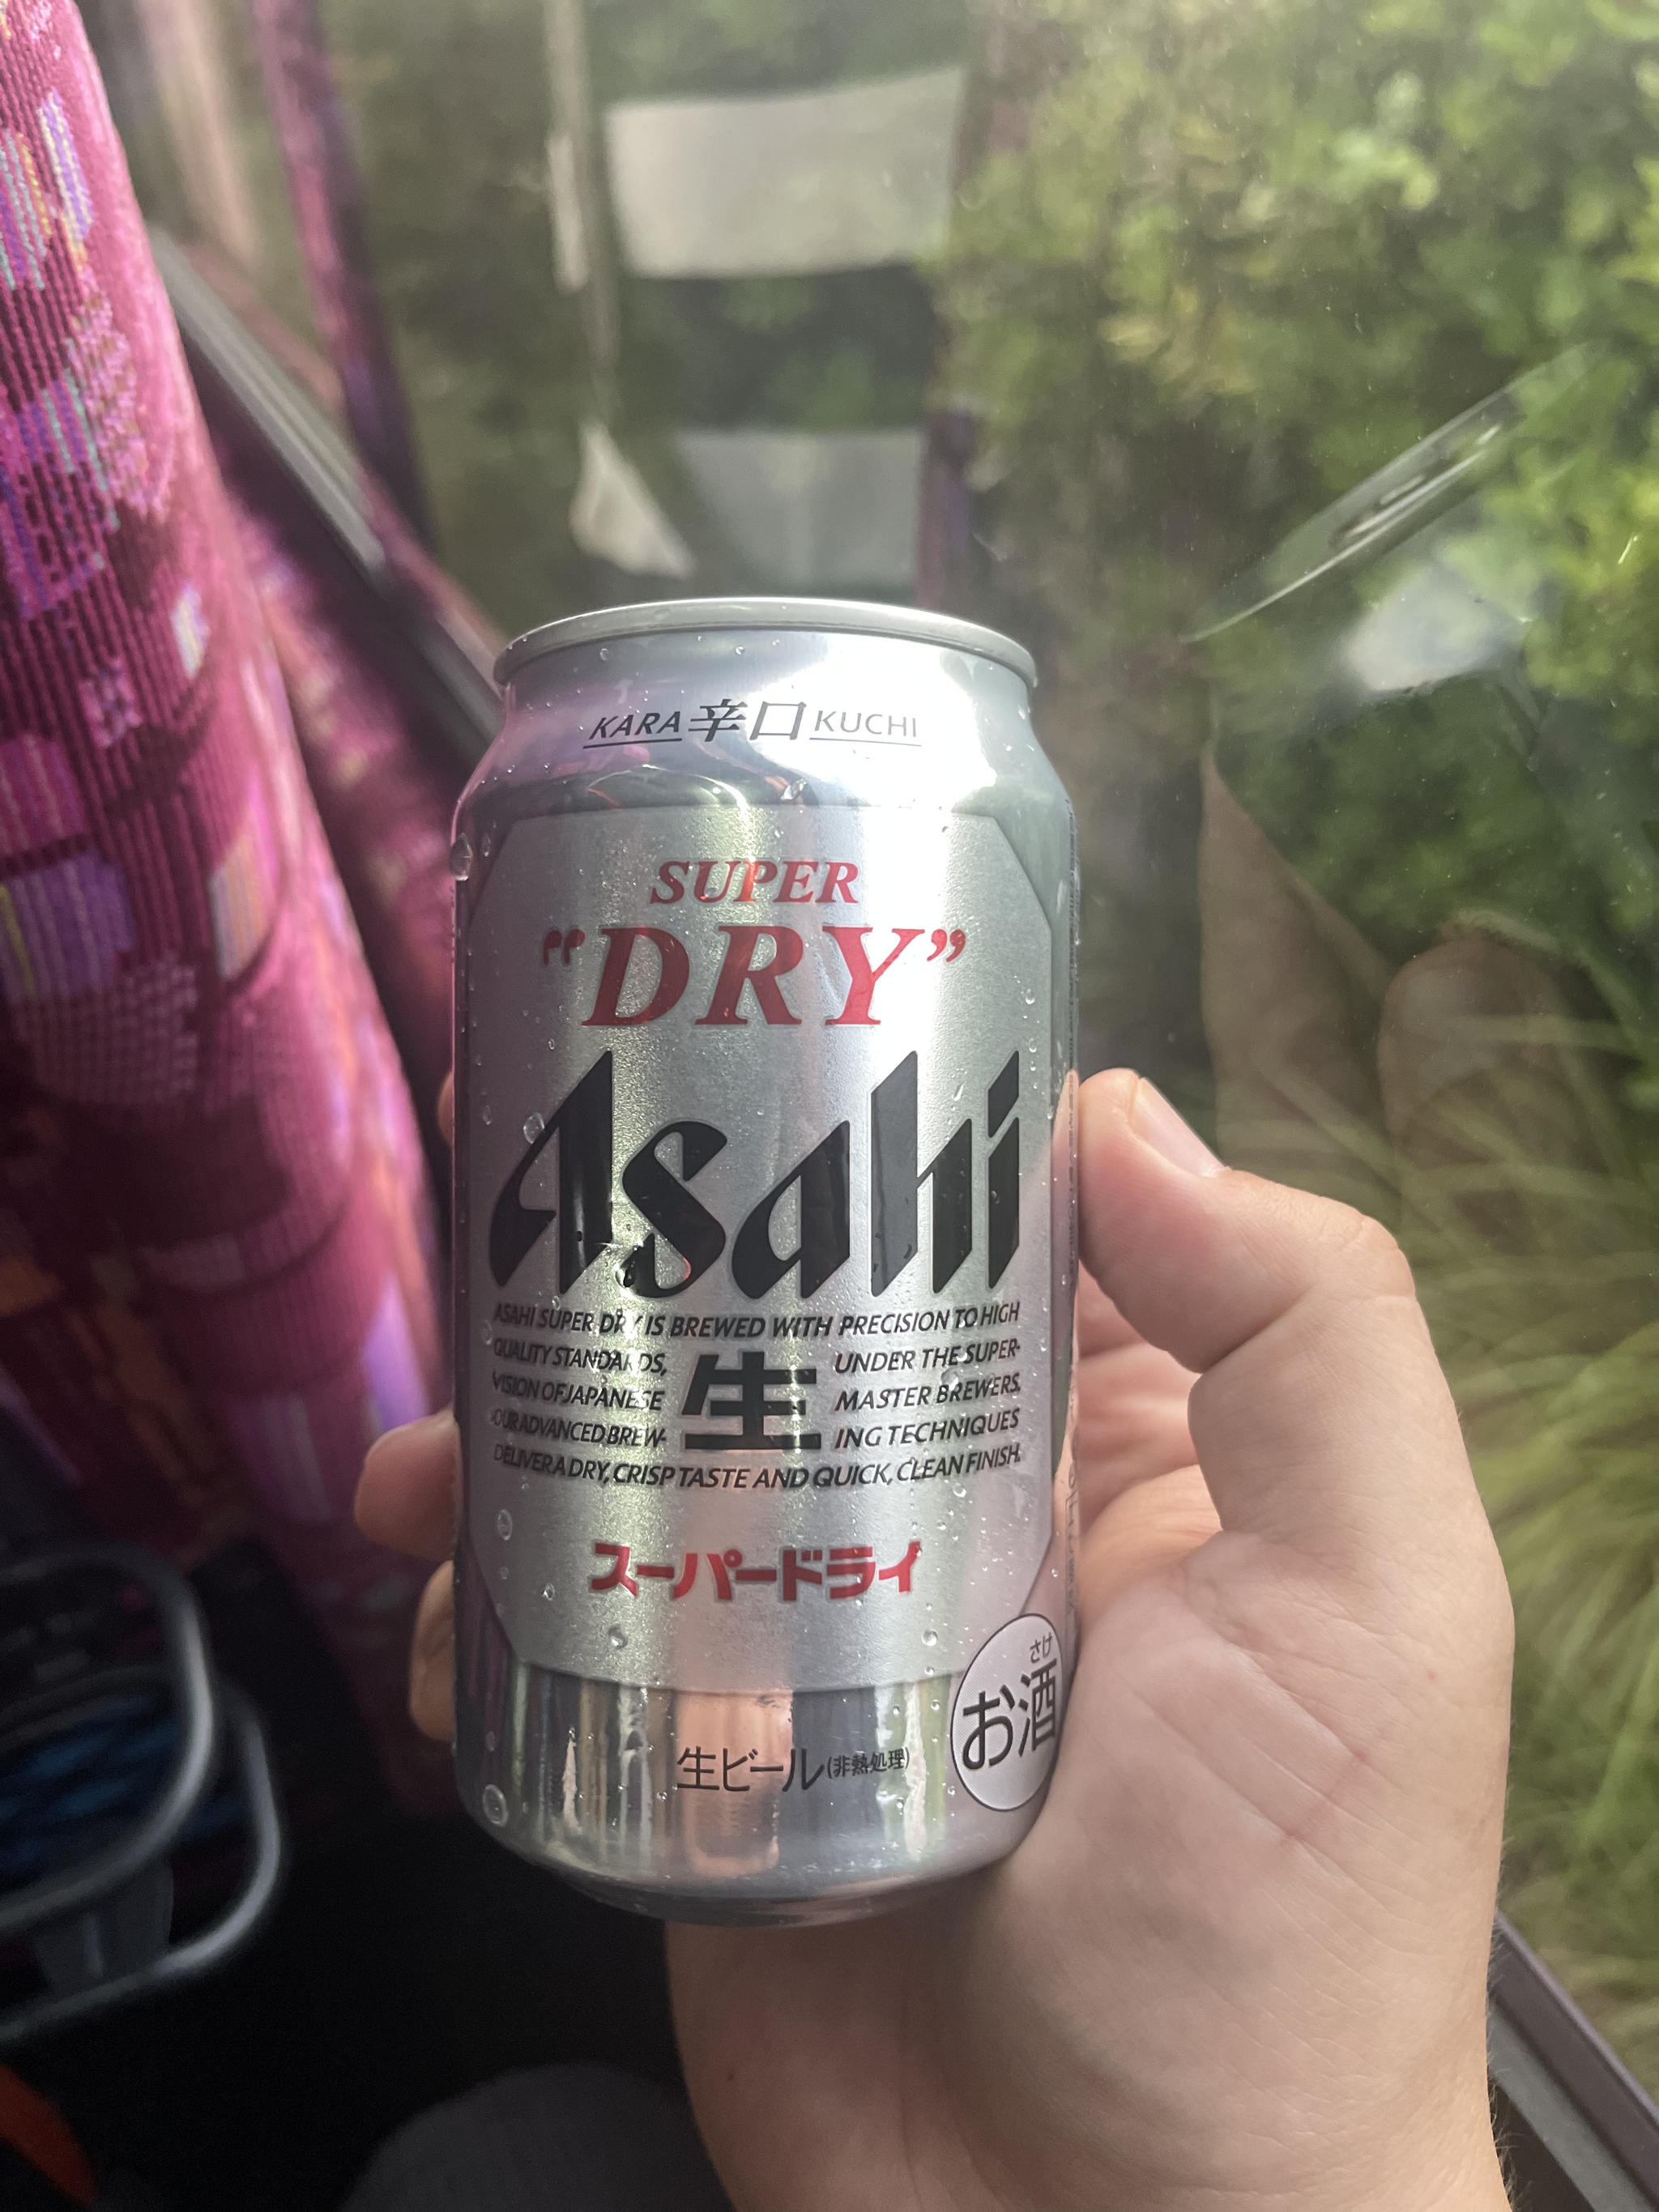 KARA 辛口 KUCHI
SUPER
"DRY"
Asahi
ASAHI SUPER DRY IS BREWED WITH PRECISION TO HIGH
QUALITY STANDARDS, UNDER THE SUPER-
VISION OF JAPANESE MASTER BREWERS.
生
OUR ADVANCED BREW- ING TECHNIQUES
DELIVER A DRY, CRISP TASTE AND QUICK, CLEAN FINISH.
スーパードライ
さけ
お酒
生ビール(非熱処理)